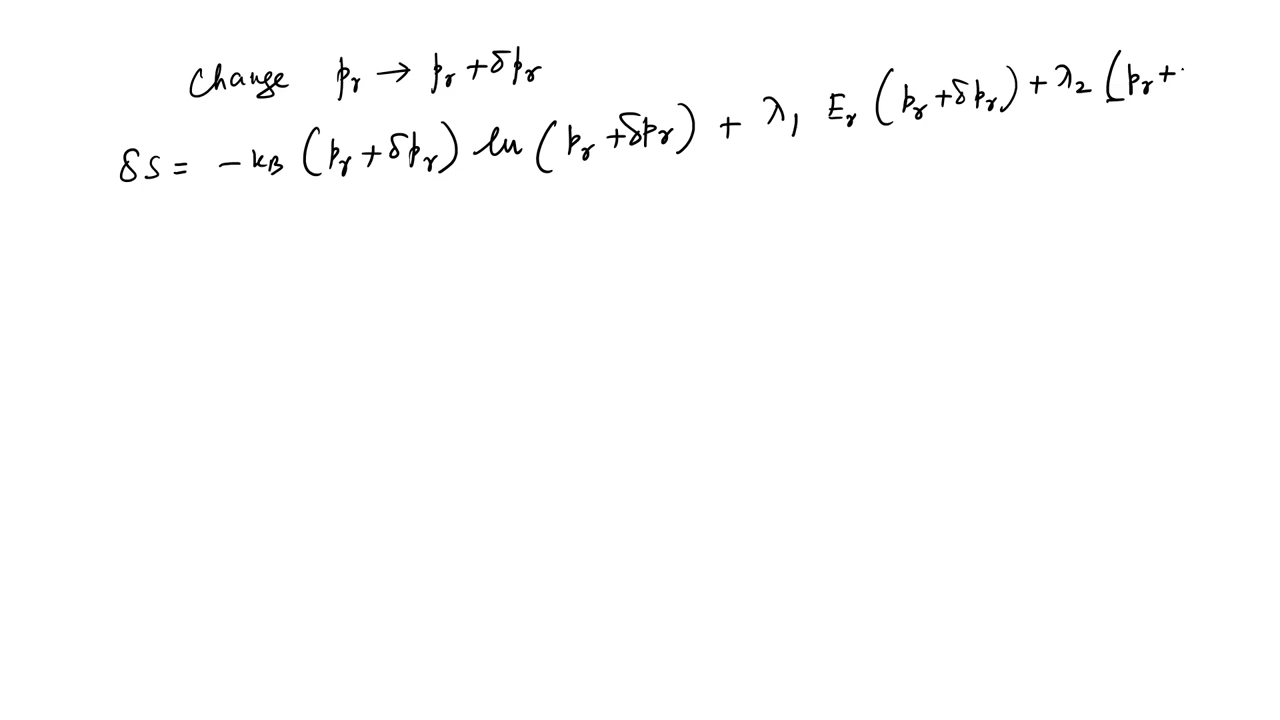 Change p_r → p_r + δp_r
δS = -k_B (p_r + δp_r) ln (p_r + δp_r) + λ_1 E_r (p_r + δp_r) + λ_2 (p_r +